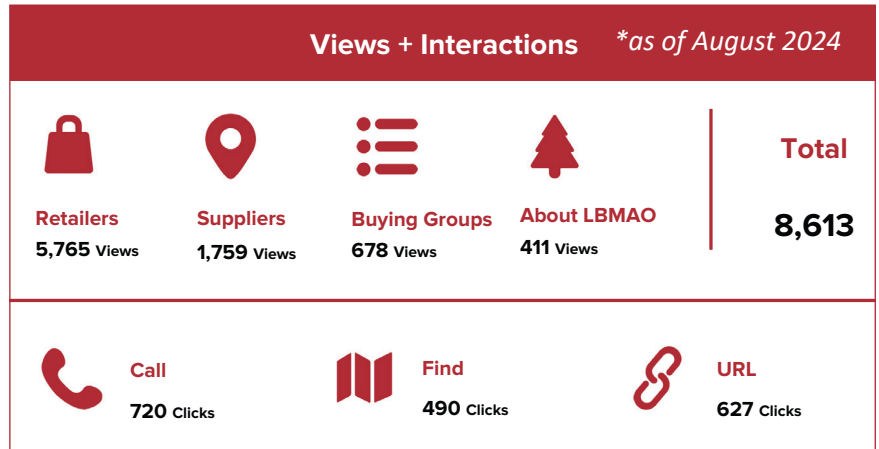 Views + Interactions *as of August 2024
Retailers
5,765 Views
Suppliers
1,759 Views
Buying Groups
678 Views
About LBMAO
411 Views
Total
8,613
Call
720 Clicks
Find
490 Clicks
URL
627 Clicks